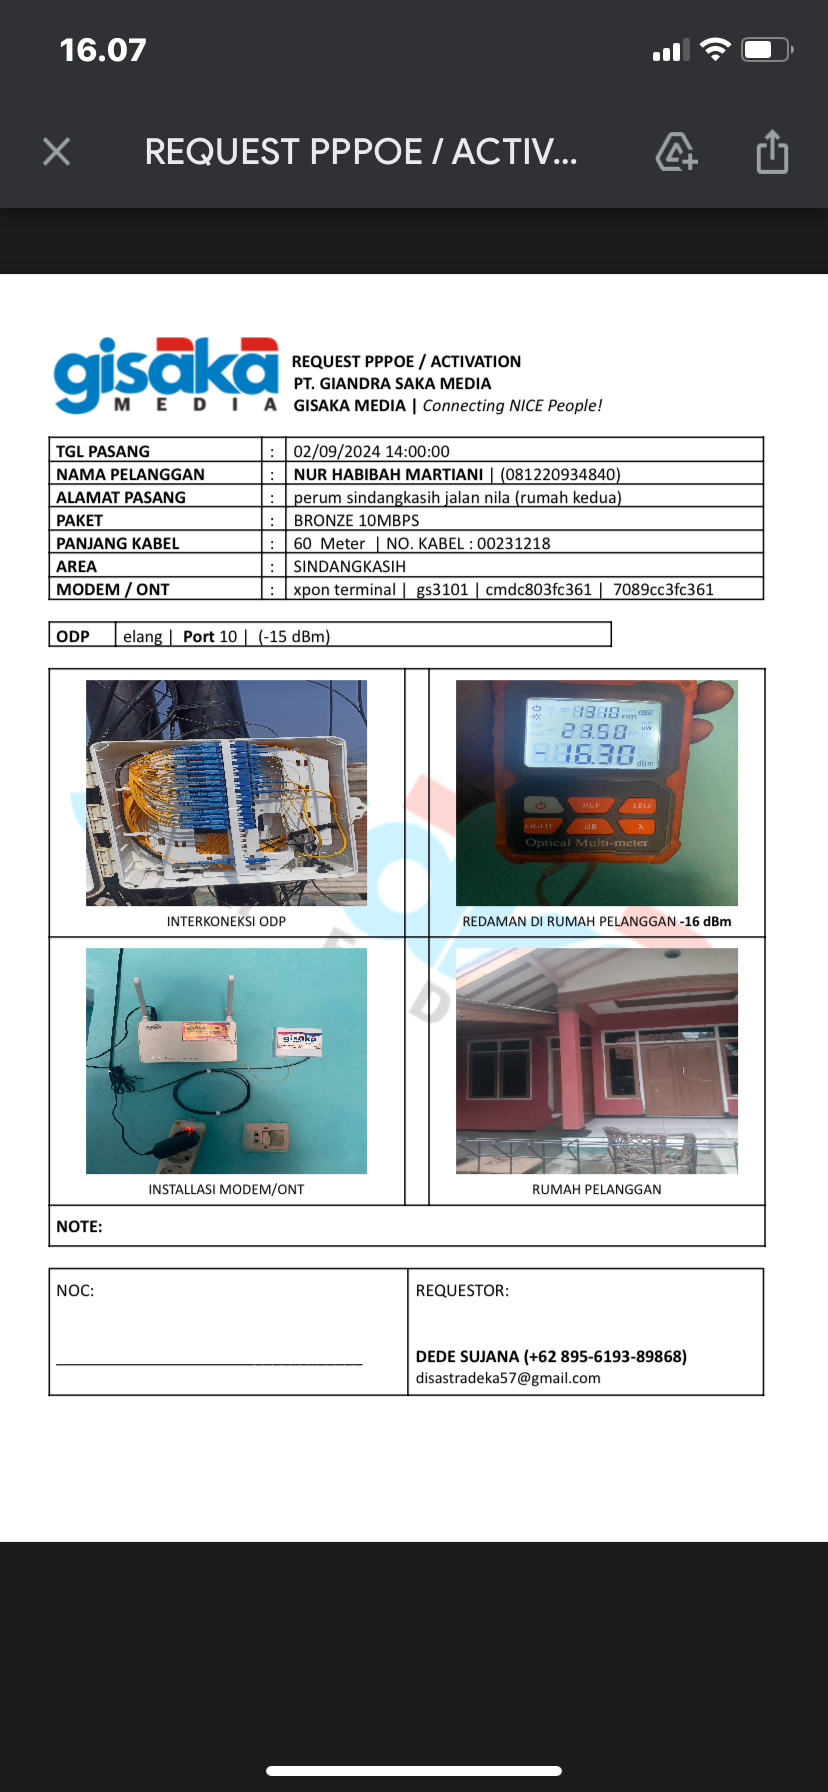 16.07
REQUEST PPPOE / ACTIV...
gisaka
MEDIA
REQUEST PPPOE / ACTIVATION
PT. GIANDRA SAKA MEDIA
GISAKA MEDIA | Connecting NICE People!
TGL PASANG : 02/09/2024 14:00:00
NAMA PELANGGAN : NUR HABIBAH MARTIANI | (081220934840)
ALAMAT PASANG : perum sindangkasih jalan nila (rumah kedua)
PAKET : BRONZE 10MBPS
PANJANG KABEL : 60 Meter | NO. KABEL : 00231218
AREA : SINDANGKASIH
MODEM / ONT : xpon terminal | gs3101 | cmdc803fc361 | 7089cc3fc361
ODP elang | Port 10 | (-15 dBm)
1310 nm
23.50 uW
-16.30 dBm
REF LED
LIGHT dB λ
Optical Multi-meter
INTERKONEKSI ODP
REDAMAN DI RUMAH PELANGGAN -16 dBm
gisaka
INSTALLASI MODEM/ONT
RUMAH PELANGGAN
NOTE:
NOC:
REQUESTOR:
DEDE SUJANA (+62 895-6193-89868)
disastradeka57@gmail.com